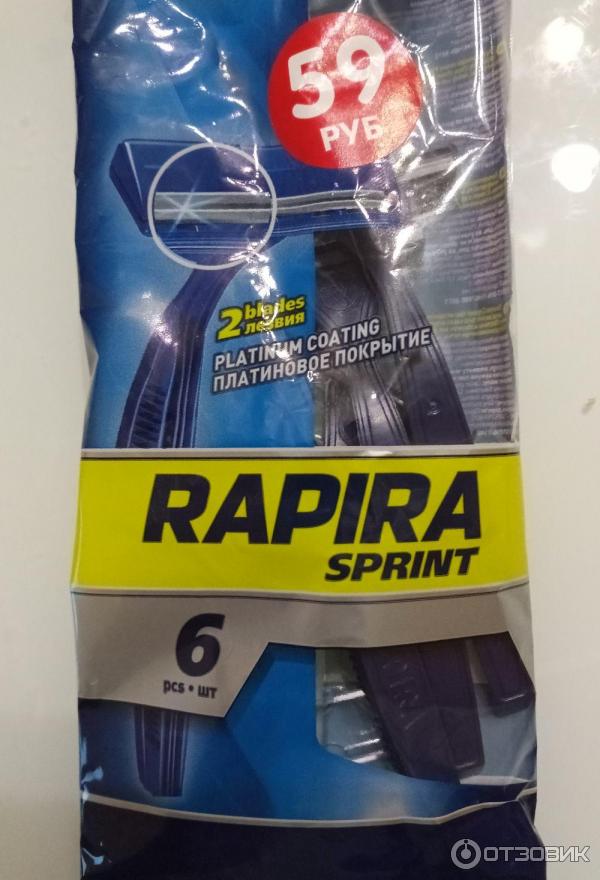 59
РУБ
2 blades
лезвия
PLATINUM COATING
ПЛАТИНОВОЕ ПОКРЫТИЕ
RAPIRA
SPRINT
6
pcs • шт
ОТЗОВИК